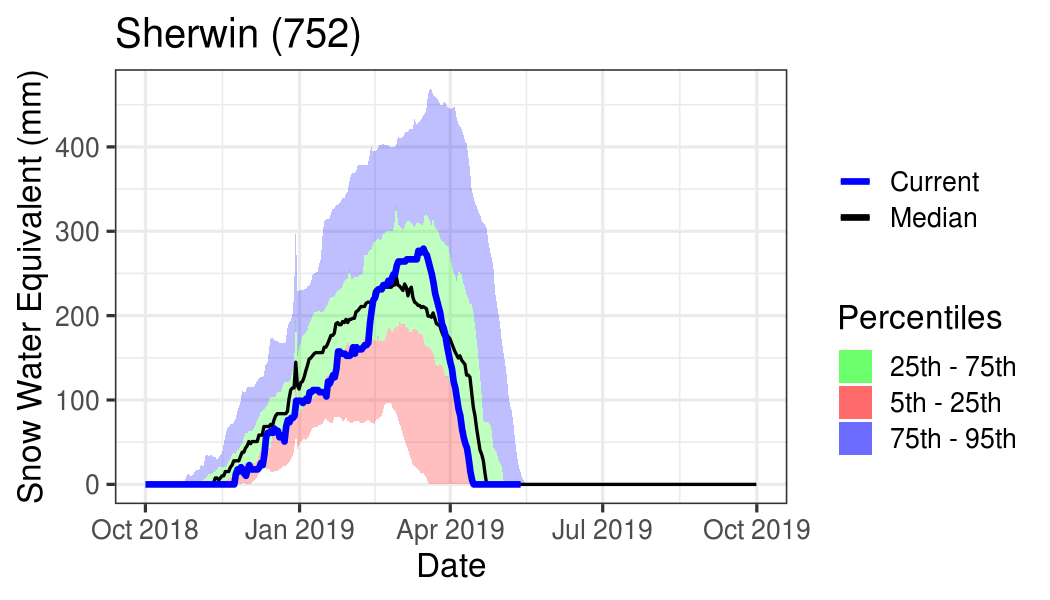 Sherwin (752)
Snow Water Equivalent (mm)
400
300
200
100
0
Oct 2018
Jan 2019
Apr 2019
Jul 2019
Oct 2019
Date
Current
Median
Percentiles
25th - 75th
5th - 25th
75th - 95th